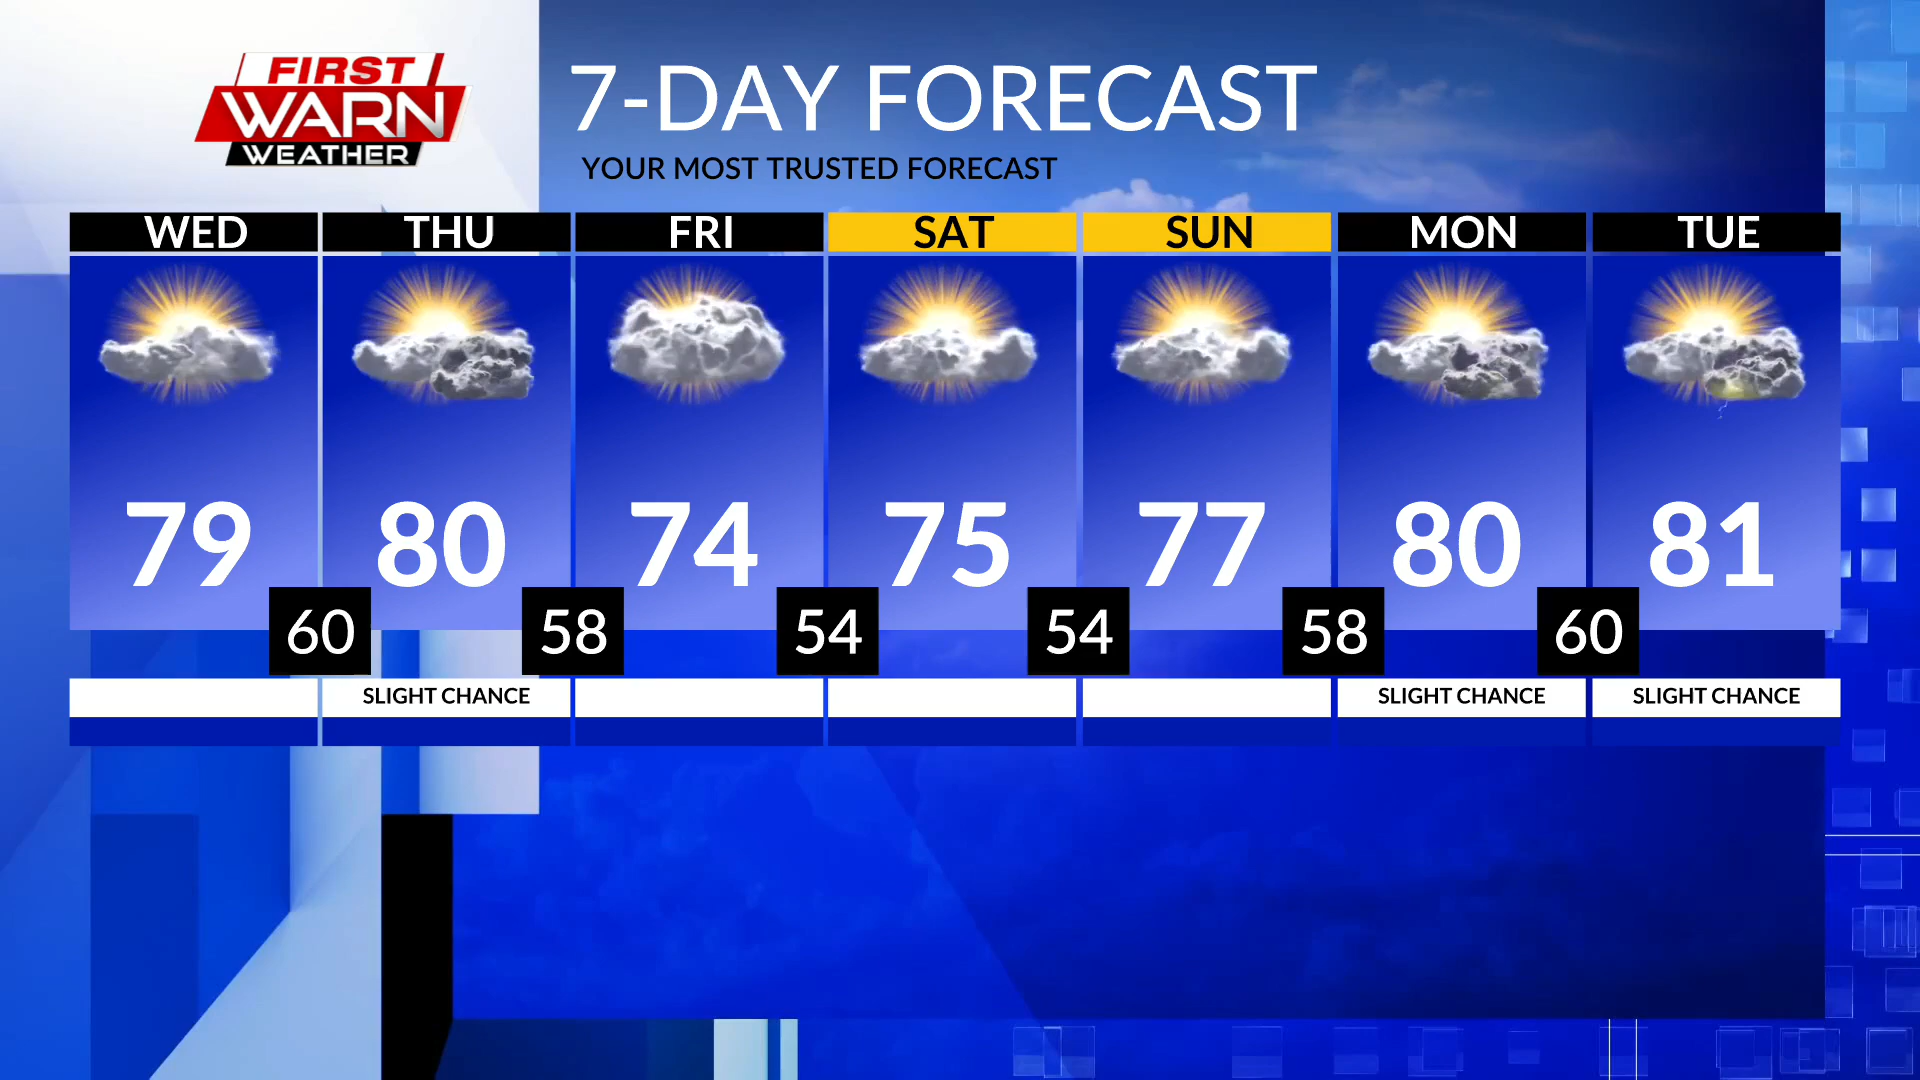 FIRST
WARN
WEATHER
7-DAY FORECAST
YOUR MOST TRUSTED FORECAST
WED THU FRI SAT SUN MON TUE
79 80 74 75 77 80 81
60 58 54 54 58 60
SLIGHT CHANCE SLIGHT CHANCE SLIGHT CHANCE